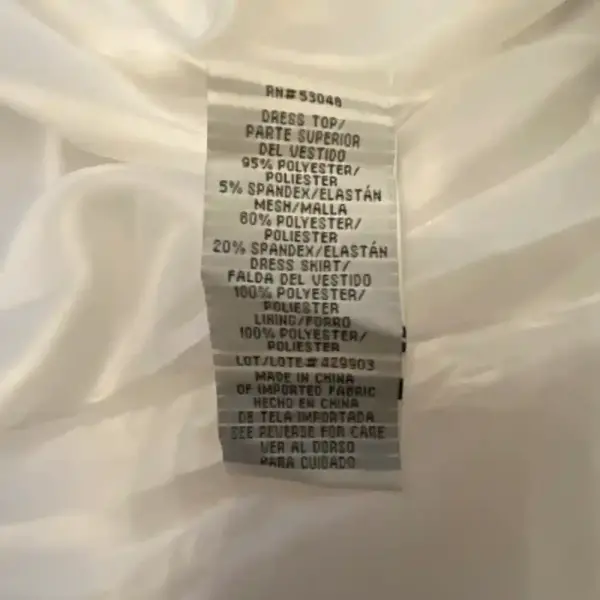 RN#53048
DRESS TOP/
PARTE SUPERIOR
DEL VESTIDO
95% POLYESTER/
POLIESTER
5% SPANDEX/ELASTÁN
MESH/MALLA
80% POLYESTER/
POLIESTER
20% SPANDEX/ELASTÁN
DRESS SKIRT/
FALDA DEL VESTIDO
100% POLYESTER/
POLIESTER
LINING/FORRO
100% POLYESTER/
POLIESTER
LOT/LOTE#429903
MADE IN CHINA
OF IMPORTED FABRIC
HECHO EN CHINA
DE TELA IMPORTADA
SEE REVERSE FOR CARE
VER AL DORSO
PARA CUIDADO